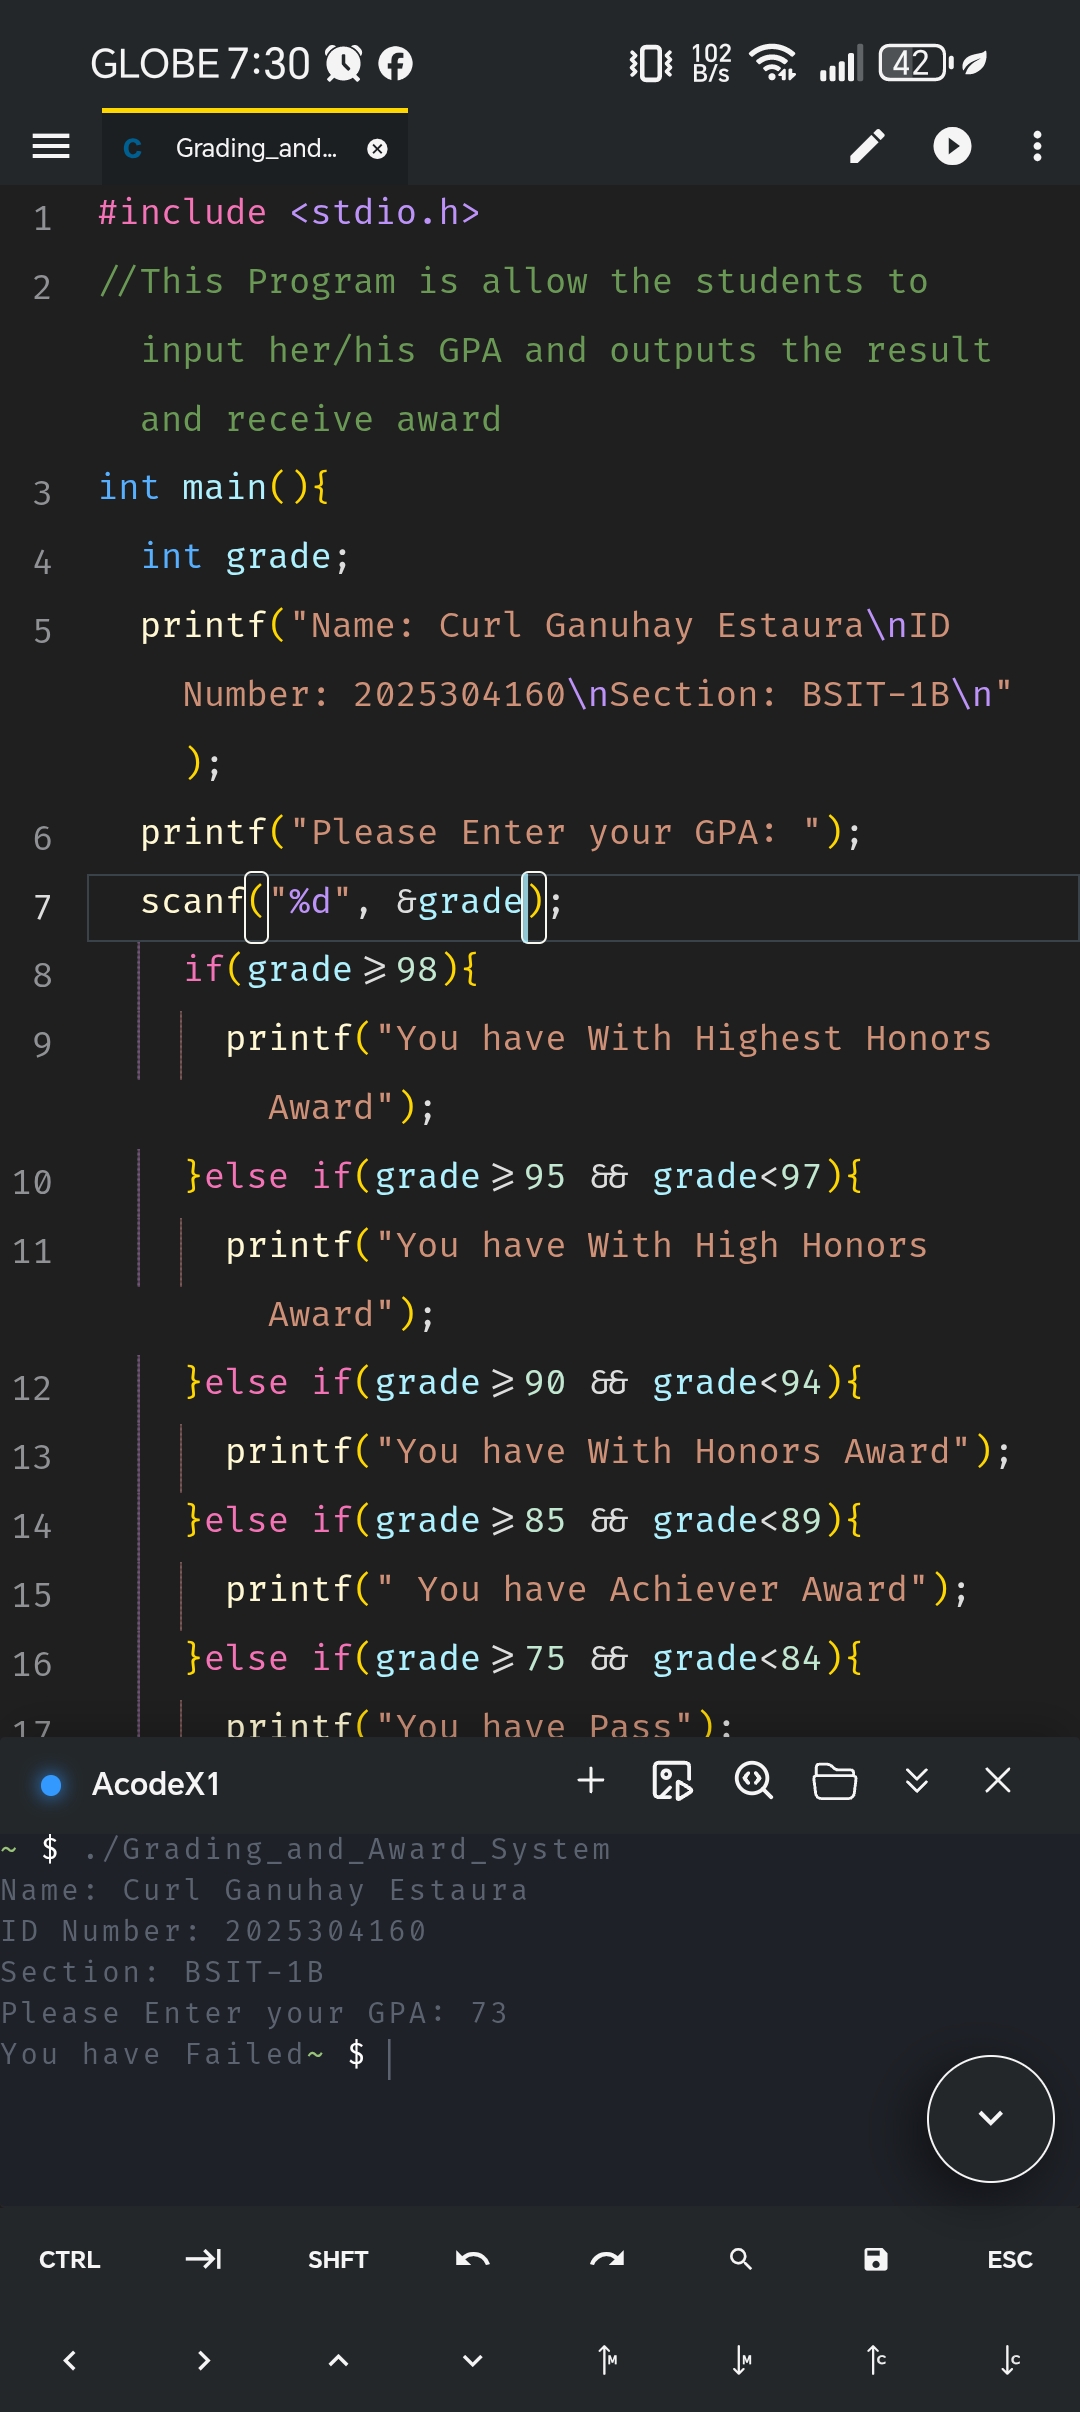 GLOBE 7:30 102 B/s 42
C Grading_and...
1 #include <stdio.h>
2 //This Program is allow the students to
input her/his GPA and outputs the result
and receive award
3 int main(){
4 int grade;
5 printf("Name: Curl Ganuhay Estaura\nID
Number: 2025304160\nSection: BSIT-1B\n"
);
6 printf("Please Enter your GPA: ");
7 scanf("%d", &grade);
8 if(grade>=98){
9 printf("You have With Highest Honors
Award");
10 }else if(grade>=95 && grade<97){
11 printf("You have With High Honors
Award");
12 }else if(grade>=90 && grade<94){
13 printf("You have With Honors Award");
14 }else if(grade>=85 && grade<89){
15 printf(" You have Achiever Award");
16 }else if(grade>=75 && grade<84){
17 printf("You have Pass");
AcodeX1
~ $ ./Grading_and_Award_System
Name: Curl Ganuhay Estaura
ID Number: 2025304160
Section: BSIT-1B
Please Enter your GPA: 73
You have Failed~ $
CTRL SHFT ESC
M M C C